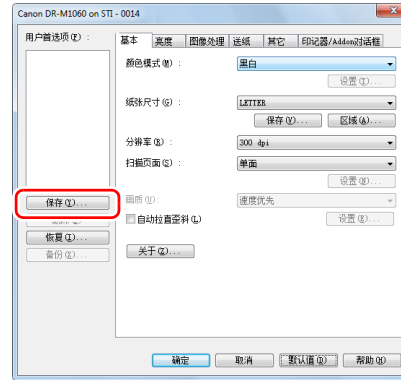 Canon DR-M1060 on STI - 0014
用户首选项(P) :
基本 亮度 图像处理 送纸 其它 印记器/Addon对话框
颜色模式(M) : 黑白
设置(T)...
纸张尺寸(G) : LETTER
保存(V)... 区域(A)...
分辨率(B) : 300 dpi
扫描页面(S) : 单面
设置(W)...
保存(Y)...
画质(U): 速度优先
自动拉直歪斜(L) 设置(E)...
恢复(I)...
备份(K)...
关于(Z)...
确定 取消 默认值(D) 帮助(H)